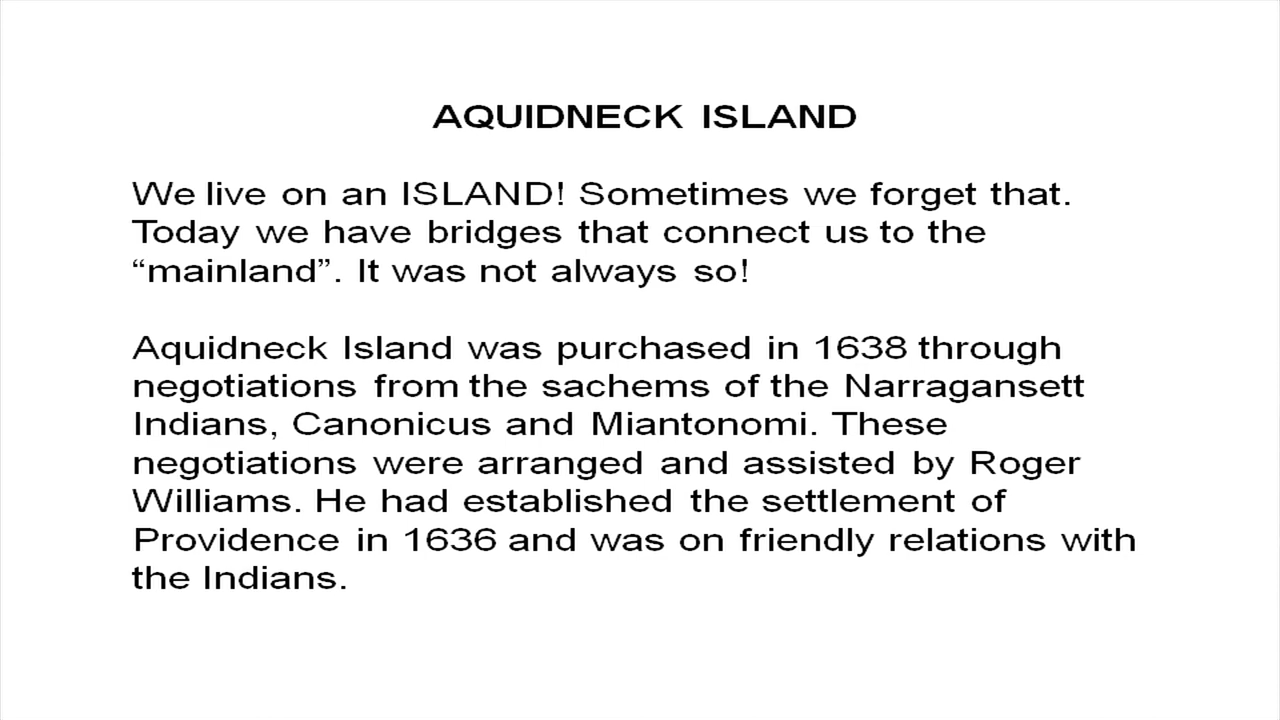 AQUIDNECK ISLAND
We live on an ISLAND! Sometimes we forget that.
Today we have bridges that connect us to the
“mainland”. It was not always so!
Aquidneck Island was purchased in 1638 through
negotiations from the sachems of the Narragansett
Indians, Canonicus and Miantonomi. These
negotiations were arranged and assisted by Roger
Williams. He had established the settlement of
Providence in 1636 and was on friendly relations with
the Indians.